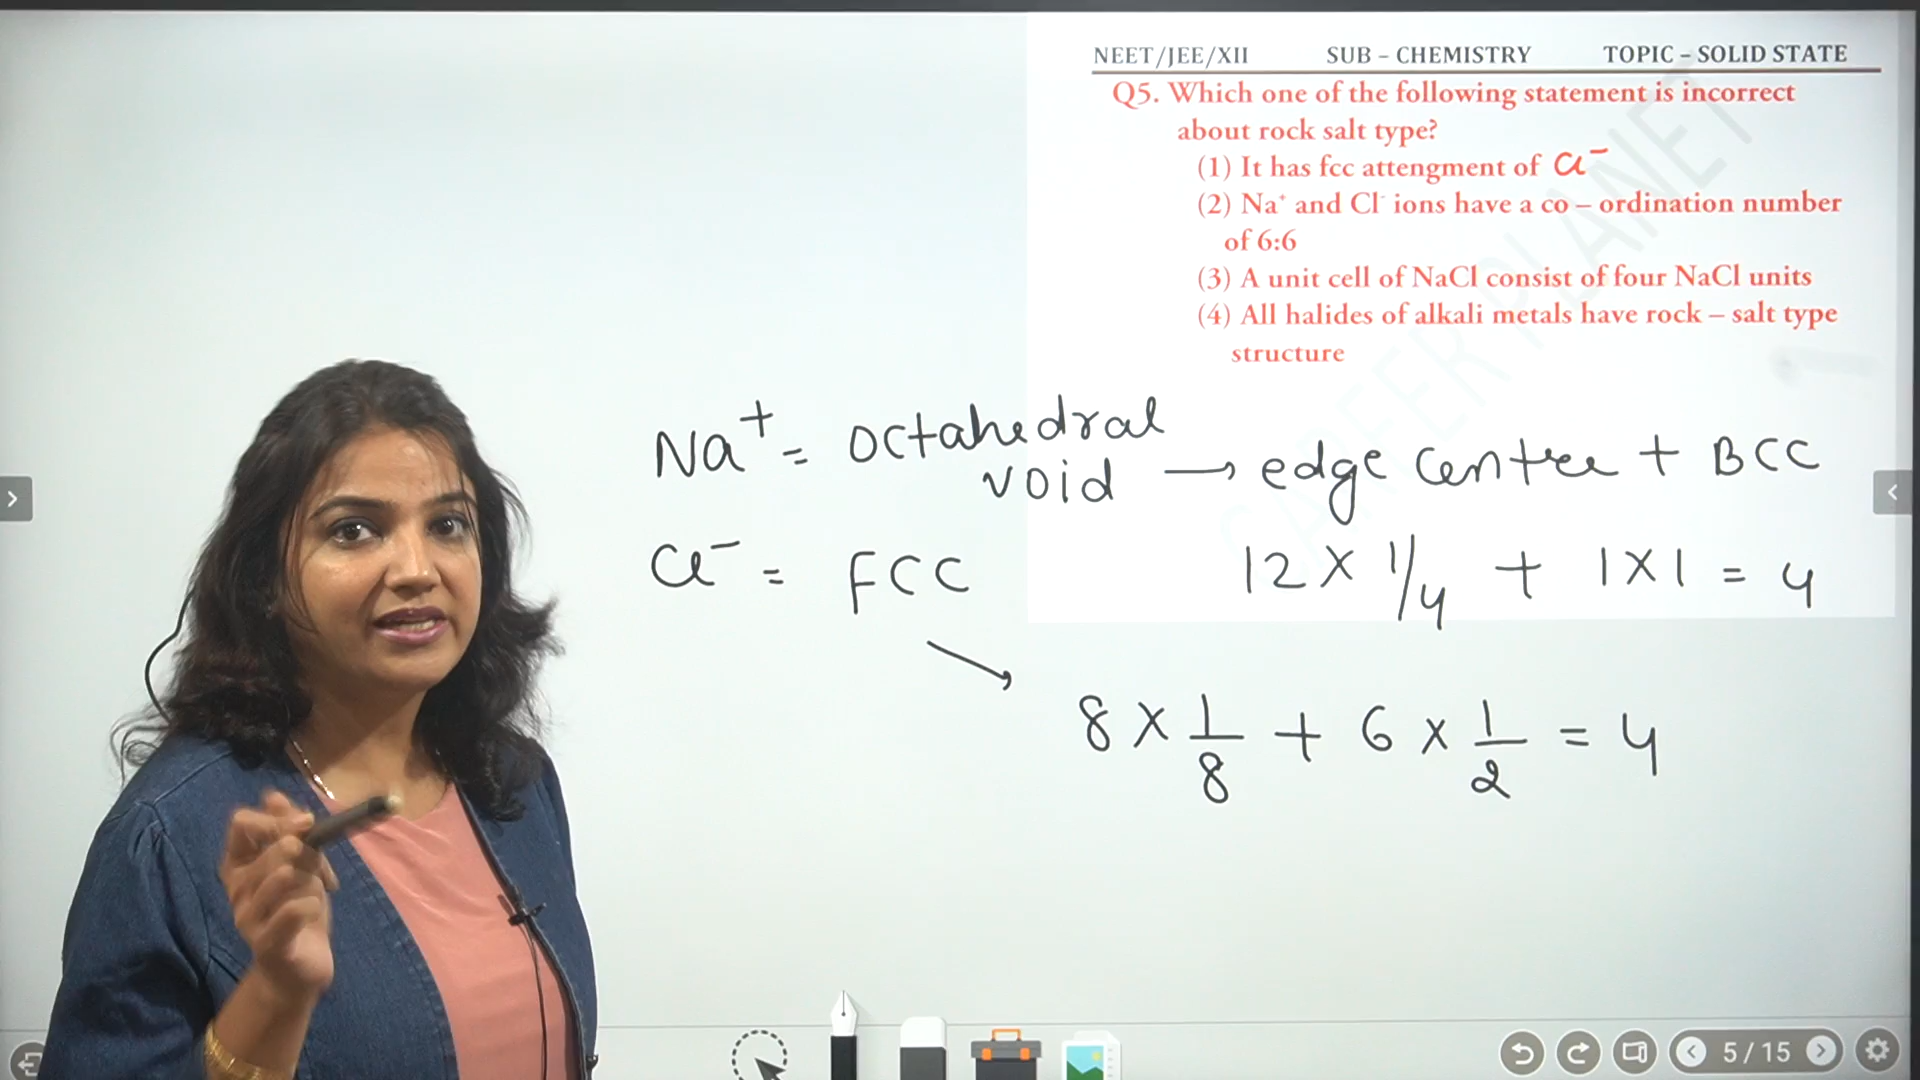 NEET/JEE/XII SUB – CHEMISTRY TOPIC – SOLID STATE
Q5. Which one of the following statement is incorrect
about rock salt type?
(1) It has fcc attengment of Cl⁻
(2) Na⁺ and Cl⁻ ions have a co – ordination number
of 6:6
(3) A unit cell of NaCl consist of four NaCl units
(4) All halides of alkali metals have rock – salt type
structure
CAREER PLANET
Na⁺ = octahedral
void → edge centre + BCC
Cl⁻ = FCC
12 × 1/4 + 1×1 = 4
8 × 1/8 + 6 × 1/2 = 4
5 / 15